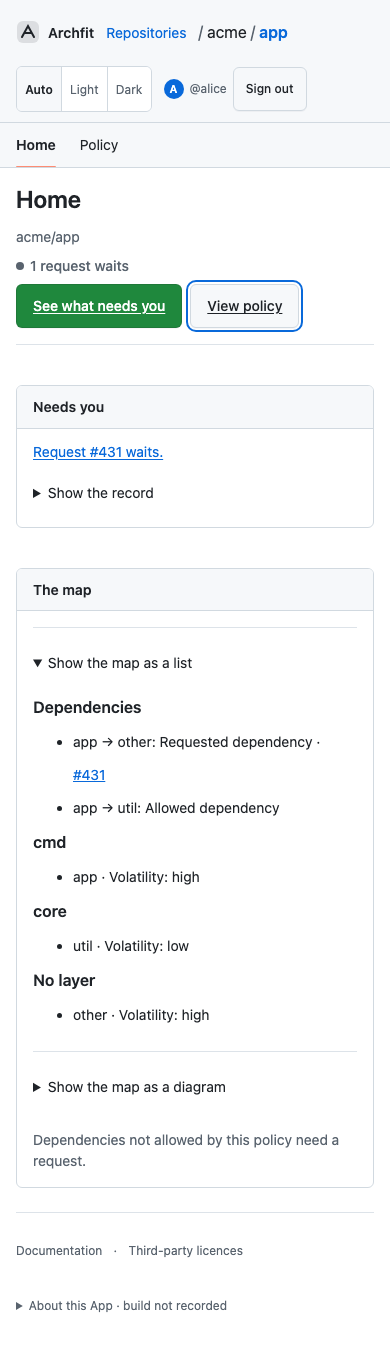 Archfit Repositories / acme / app
Auto Light Dark A @alice Sign out
Home Policy
Home
acme/app
1 request waits
See what needs you View policy
Needs you
Request #431 waits.
Show the record
The map
Show the map as a list
Dependencies
app → other: Requested dependency ·
#431
app → util: Allowed dependency
cmd
app · Volatility: high
core
util · Volatility: low
No layer
other · Volatility: high
Show the map as a diagram
Dependencies not allowed by this policy need a
request.
Documentation · Third-party licences
About this App · build not recorded